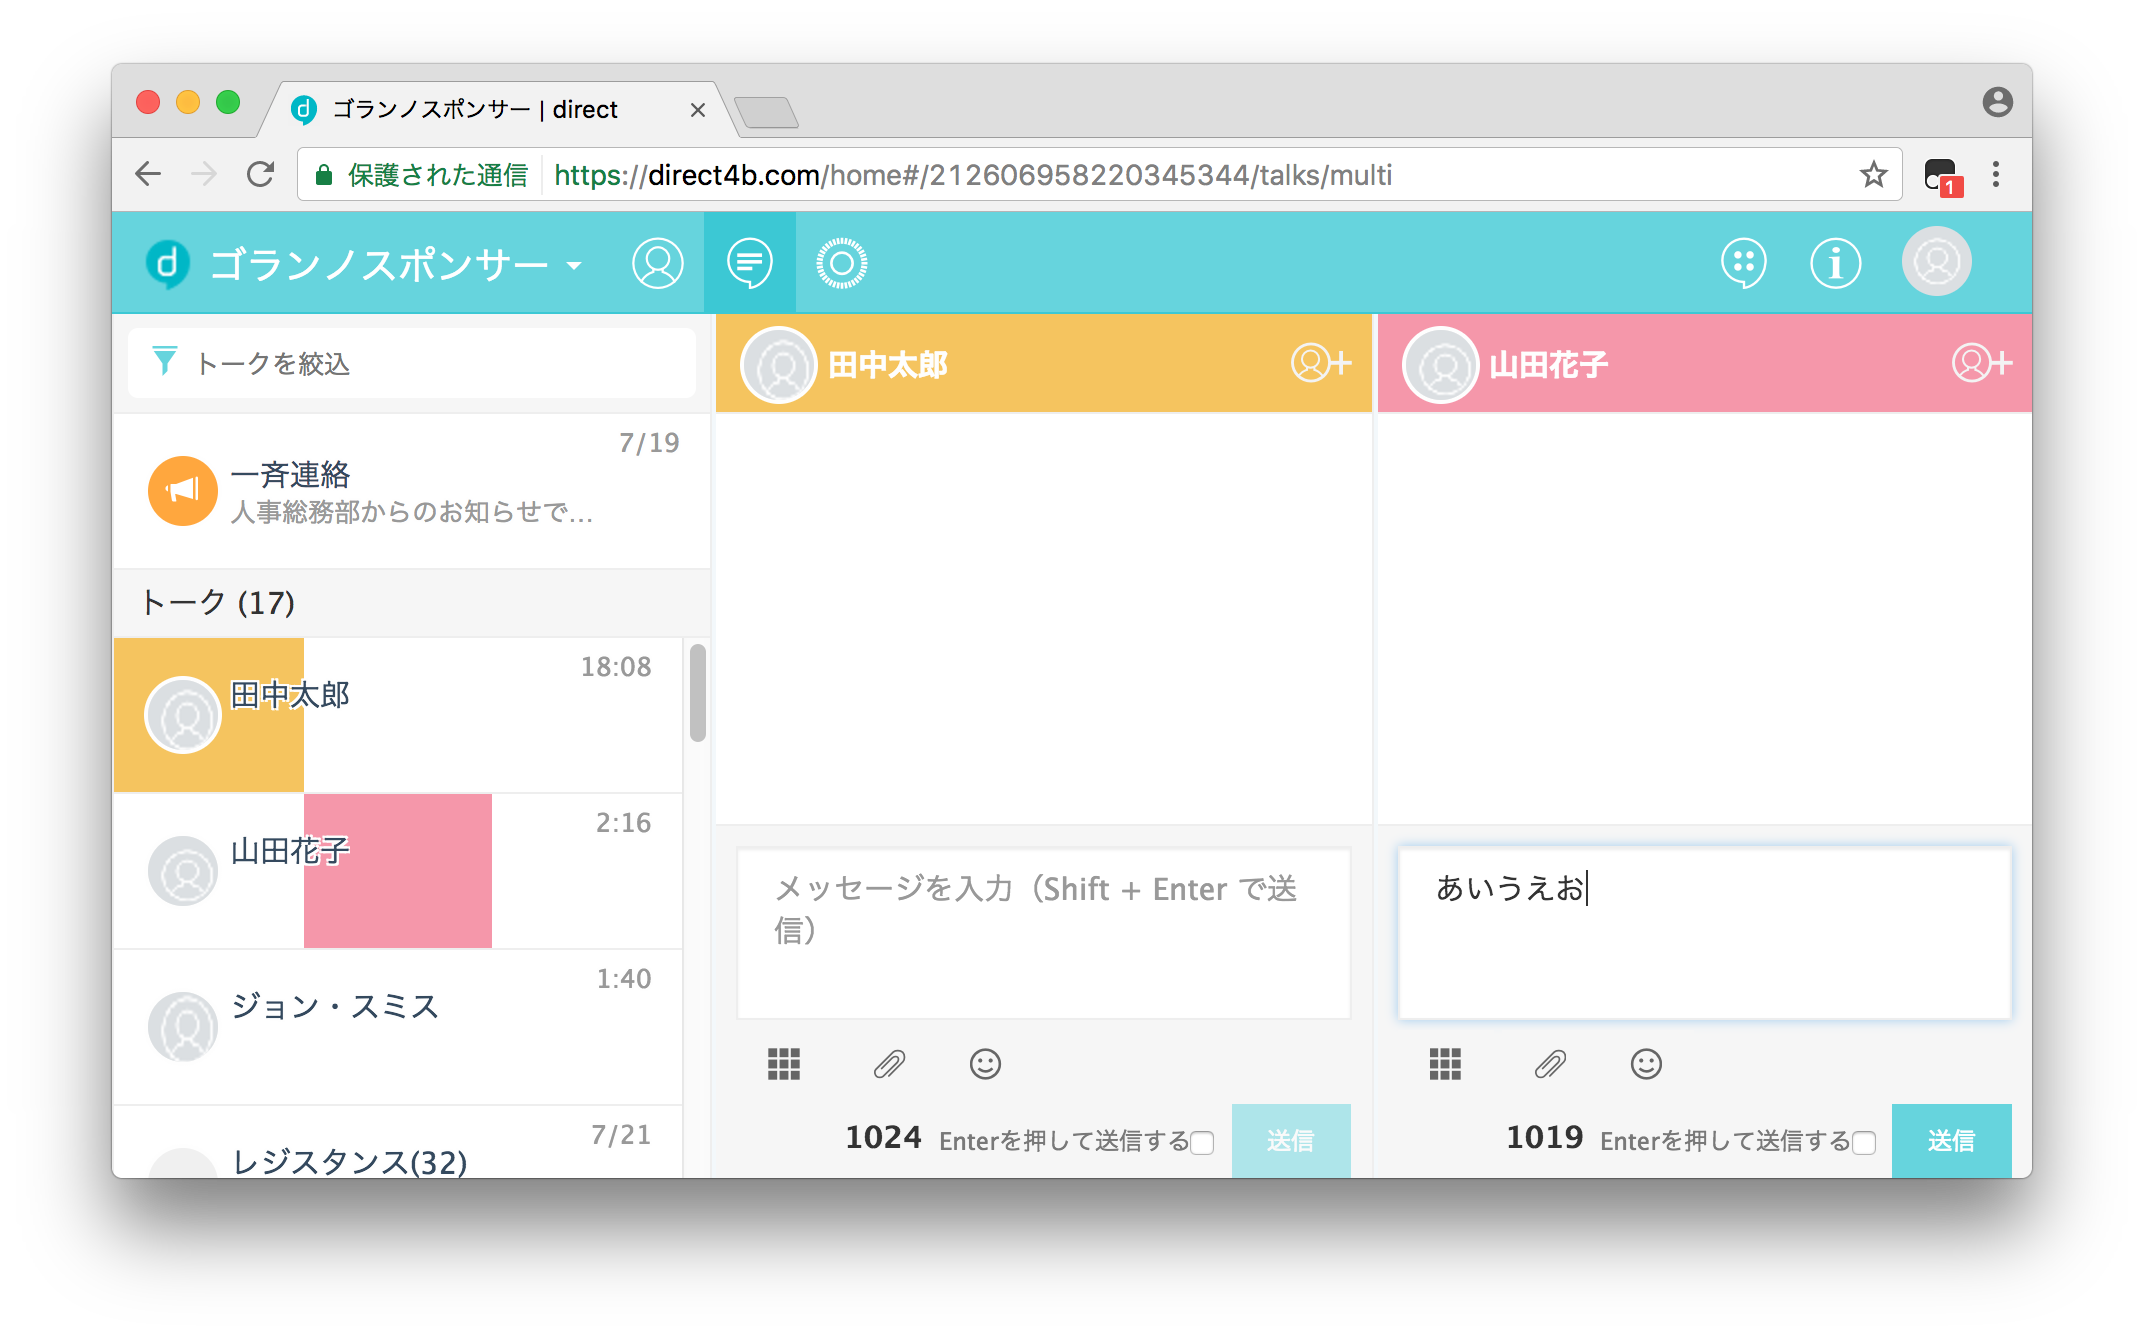 ゴランノスポンサー | direct
保護された通信 https://direct4b.com/home#/212606958220345344/talks/multi
1
ゴランノスポンサー
トークを絞込
7/19
一斉連絡
人事総務部からのお知らせで...
トーク (17)
18:08
田中太郎
2:16
山田花子
1:40
ジョン・スミス
7/21
レジスタンス(32)
田中太郎
メッセージを入力（Shift + Enter で送
信）
1024 Enterを押して送信する 送信
山田花子
あいうえお
1019 Enterを押して送信する 送信